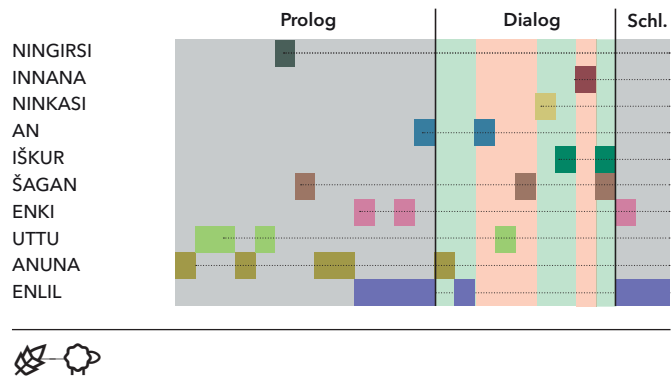 Prolog Dialog Schl.
NINGIRSI
INNANA
NINKASI
AN
IŠKUR
ŠAGAN
ENKI
UTTU
ANUNA
ENLIL